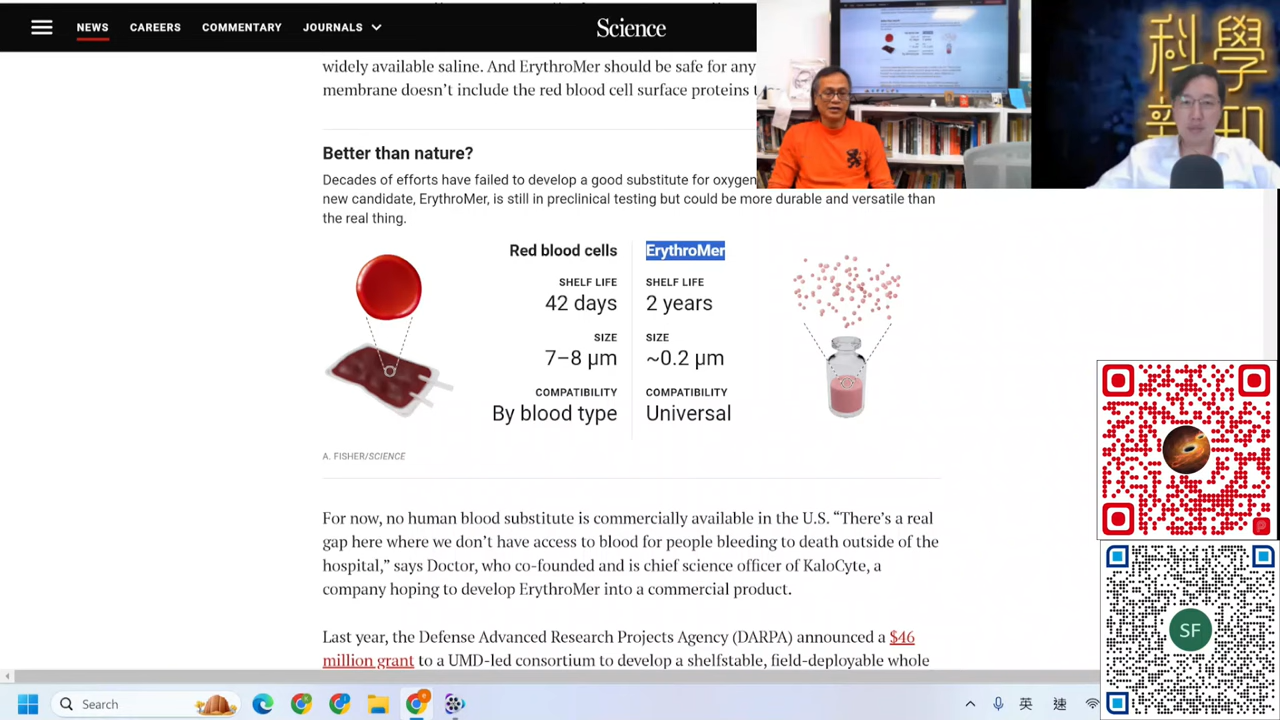 NEWS
CAREERS
COMMENTARY
JOURNALS
Science
widely available saline. And ErythroMer should be safe for any
membrane doesn’t include the red blood cell surface proteins
Better than nature?
Decades of efforts have failed to develop a good substitute for oxygen
new candidate, ErythroMer, is still in preclinical testing but could be more durable and versatile than
the real thing.
Red blood cells
ErythroMer
SHELF LIFE
42 days
SHELF LIFE
2 years
SIZE
7–8 μm
SIZE
~0.2 μm
COMPATIBILITY
By blood type
COMPATIBILITY
Universal
A. FISHER/SCIENCE
For now, no human blood substitute is commercially available in the U.S. “There’s a real
gap here where we don’t have access to blood for people bleeding to death outside of the
hospital,” says Doctor, who co-founded and is chief science officer of KaloCyte, a
company hoping to develop ErythroMer into a commercial product.
Last year, the Defense Advanced Research Projects Agency (DARPA) announced a $46
million grant to a UMD-led consortium to develop a shelfstable, field-deployable whole
科學
SF
Search
英
速